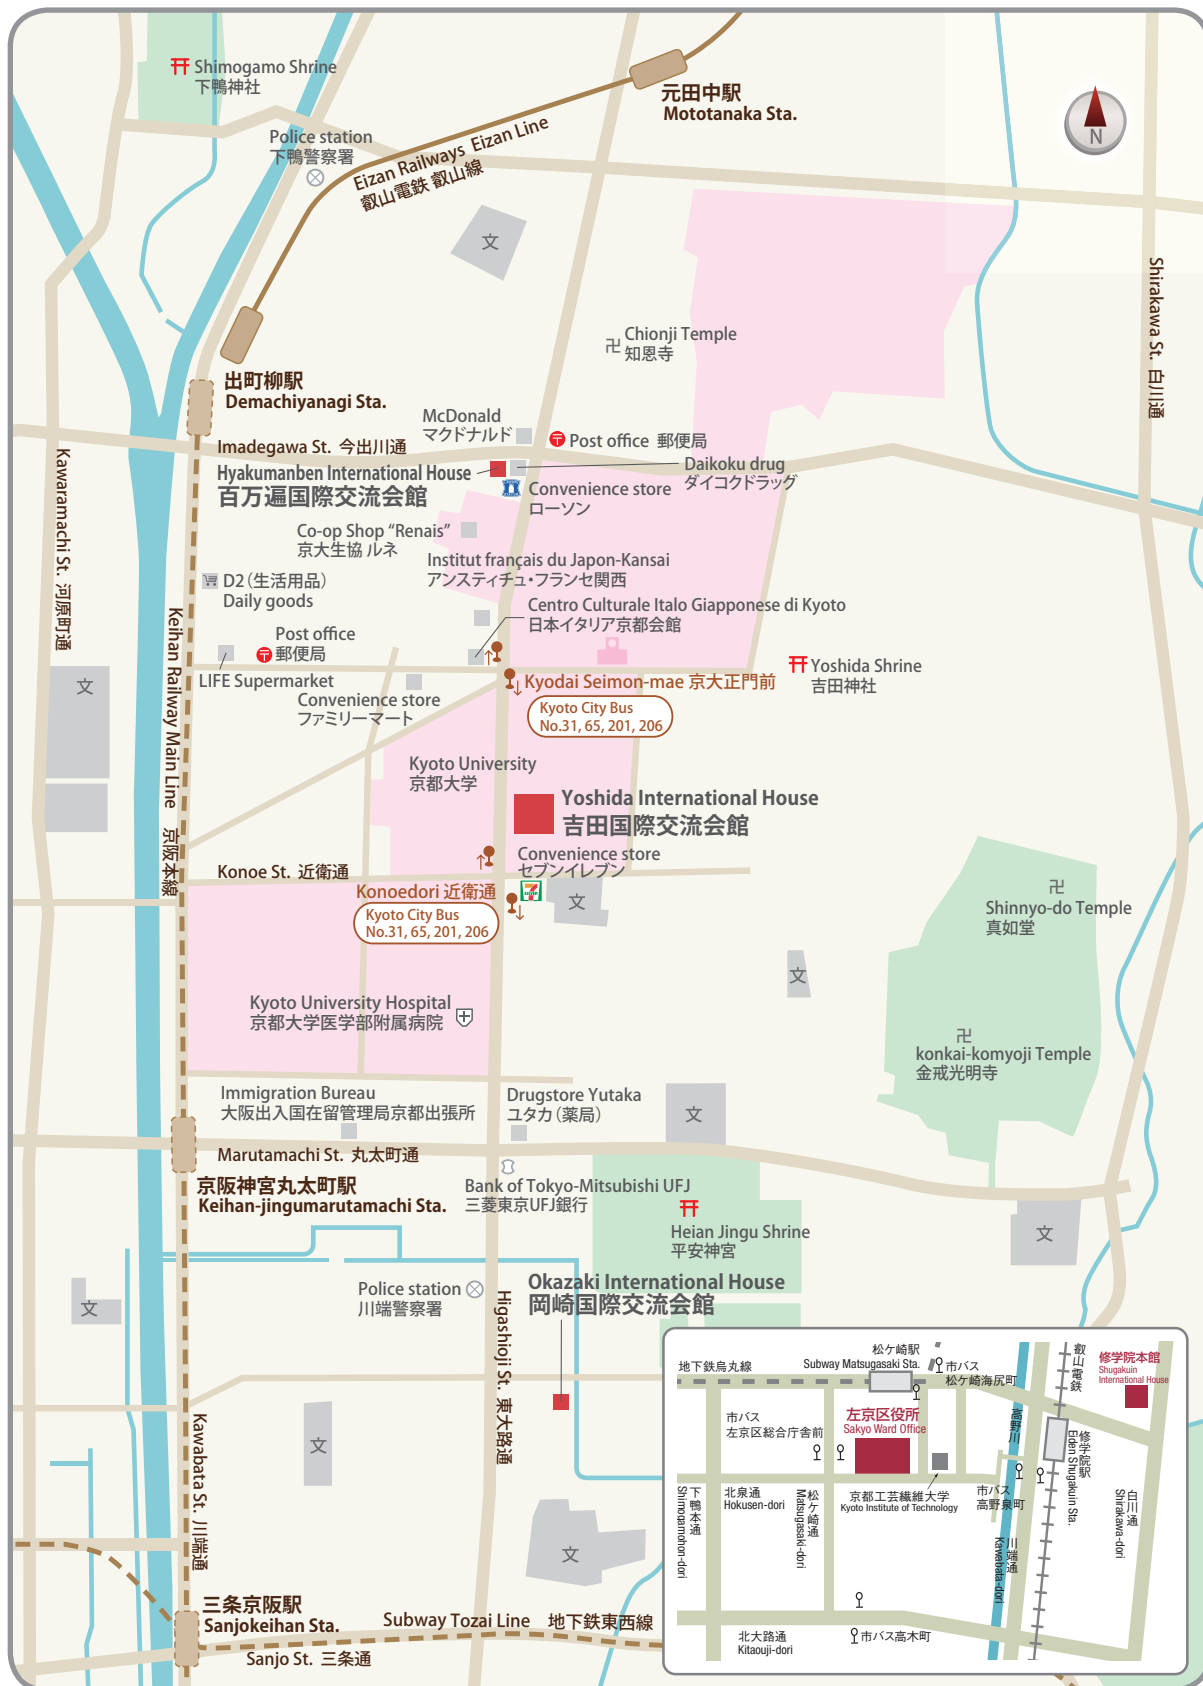 Shimogamo Shrine
下鴨神社
元田中駅
Mototanaka Sta.
N
Police station
下鴨警察署
Eizan Railways Eizan Line
叡山電鉄 叡山線
文
Shirakawa St. 白川通
Chionji Temple
卍 知恩寺
出町柳駅
Demachiyanagi Sta.
McDonald
マクドナルド
Post office 郵便局
Imadegawa St. 今出川通
Daikoku drug
ダイコクドラッグ
Hyakumanben International House
百万遍国際交流会館
Convenience store
ローソン
Kawaramachi St. 河原町通
Co-op Shop “Renais”
京大生協 ルネ
Institut français du Japon-Kansai
アンスティチュ・フランセ関西
D2（生活用品）
Daily goods
Centro Culturale Italo Giapponese di Kyoto
日本イタリア京都会館
Keihan Railway Main Line 京阪本線
Post office
郵便局
LIFE Supermarket
Convenience store
ファミリーマート
Yoshida Shrine
吉田神社
Kyodai Seimon-mae 京大正門前
Kyoto City Bus
No.31, 65, 201, 206
文
Kyoto University
京都大学
Yoshida International House
吉田国際交流会館
Convenience store
セブンイレブン
Konoe St. 近衛通
Konoedori 近衛通
Kyoto City Bus
No.31, 65, 201, 206
7
文
卍
Shinnyo-do Temple
真如堂
文
Kyoto University Hospital
京都大学医学部附属病院
卍
konkai-komyoji Temple
金戒光明寺
Immigration Bureau
大阪出入国在留管理局京都出張所
Drugstore Yutaka
ユタカ（薬局）
文
Marutamachi St. 丸太町通
京阪神宮丸太町駅
Keihan-jingumarutamachi Sta.
Bank of Tokyo-Mitsubishi UFJ
三菱東京UFJ銀行
Heian Jingu Shrine
平安神宮
文
Police station
川端警察署
Okazaki International House
岡崎国際交流会館
文
Higashioji St. 東大路通
Kawabata St. 川端通
文
文
三条京阪駅
Sanjokeihan Sta.
Subway Tozai Line 地下鉄東西線
Sanjo St. 三条通
松ケ崎駅
Subway Matsugasaki Sta.
地下鉄烏丸線
市バス
松ケ崎海尻町
叡山電鉄
修学院本館
Shugakuin
International House
市バス
左京区総合庁舎前
左京区役所
Sakyo Ward Office
高野川
修学院駅
Eiden Shugakuin Sta.
下鴨本通
Shimogamohon-dori
北泉通
Hokusen-dori
松ケ崎通
Matsugasaki-dori
京都工芸繊維大学
Kyoto Institute of Technology
市バス
高野泉町
川端通
Kawabata-dori
白川通
Shirakawa-dori
北大路通
Kitaouji-dori
市バス高木町